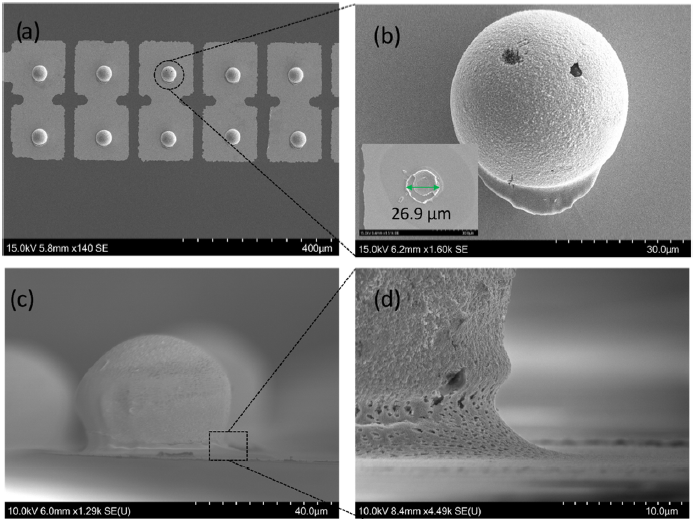 (a)
15.0kV 5.8mm x140 SE
400µm
(b)
26.9 µm
15.0kV 6.2mm x1.60k SE
30.0µm
(c)
10.0kV 6.0mm x1.29k SE(U)
40.0µm
(d)
10.0kV 8.4mm x4.49k SE(U)
10.0µm